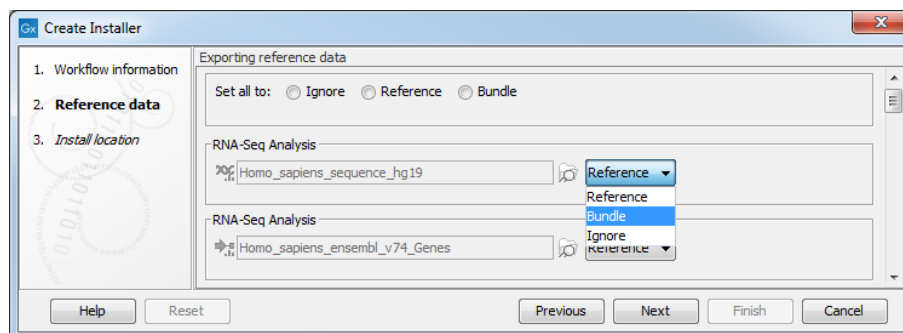 Gx Create Installer
X
1. Workflow information
2. Reference data
3. Install location
Exporting reference data
Set all to: Ignore Reference Bundle
RNA-Seq Analysis
Homo_sapiens_sequence_hg19 Reference
Reference
Bundle
Ignore
RNA-Seq Analysis
Homo_sapiens_ensembl_v74_Genes Reference
Help Reset Previous Next Finish Cancel